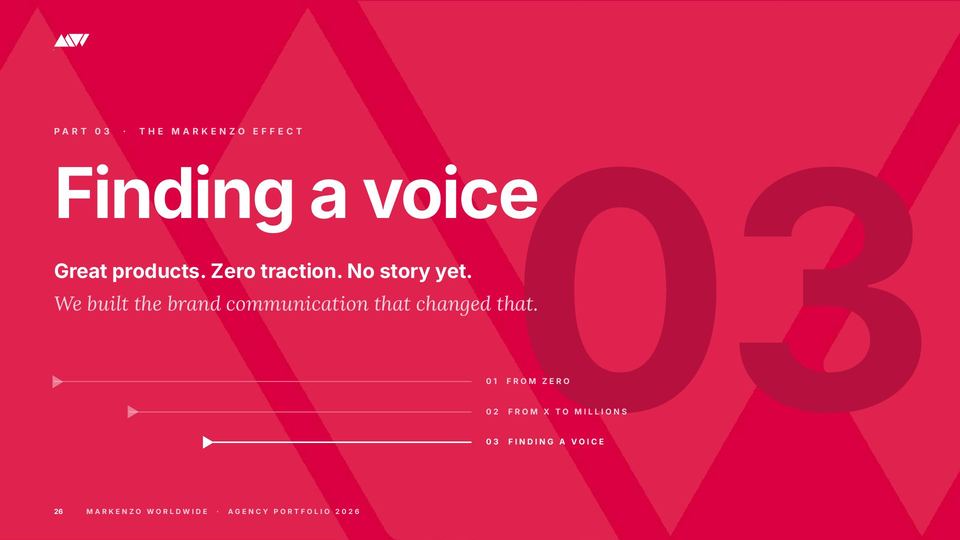 PART 03 · THE MARKENZO EFFECT
Finding a voice
03
Great products. Zero traction. No story yet.
We built the brand communication that changed that.
01 FROM ZERO
02 FROM X TO MILLIONS
03 FINDING A VOICE
26 MARKENZO WORLDWIDE · AGENCY PORTFOLIO 2026